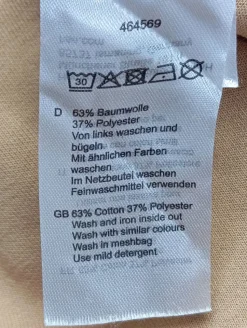 464569
30
D 63% Baumwolle
37% Polyester
Von links waschen und
bügeln
Mit ähnlichen Farben
waschen
Im Netzbeutel waschen
Feinwaschmittel verwenden
GB 63% Cotton 37% Polyester
Wash and iron inside out
Wash with similar colours
Wash in meshbag
Use mild detergent